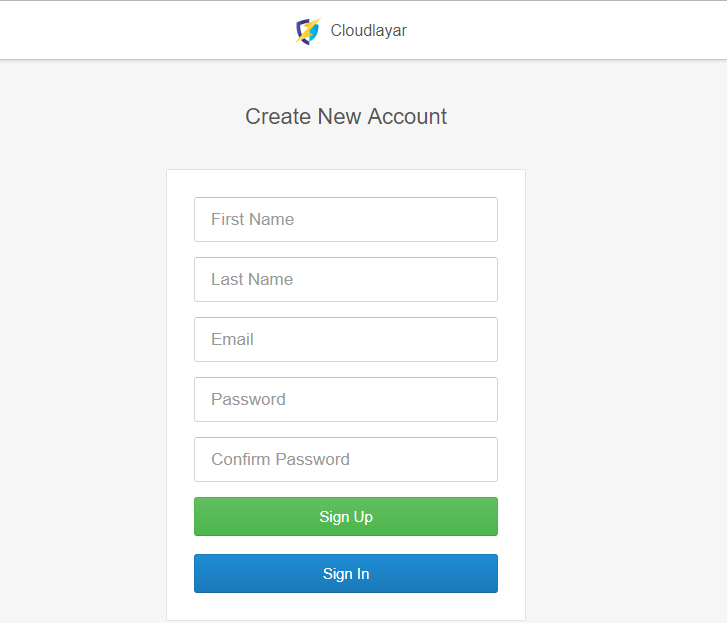 Cloudlayar
Create New Account
First Name
Last Name
Email
Password
Confirm Password
Sign Up
Sign In